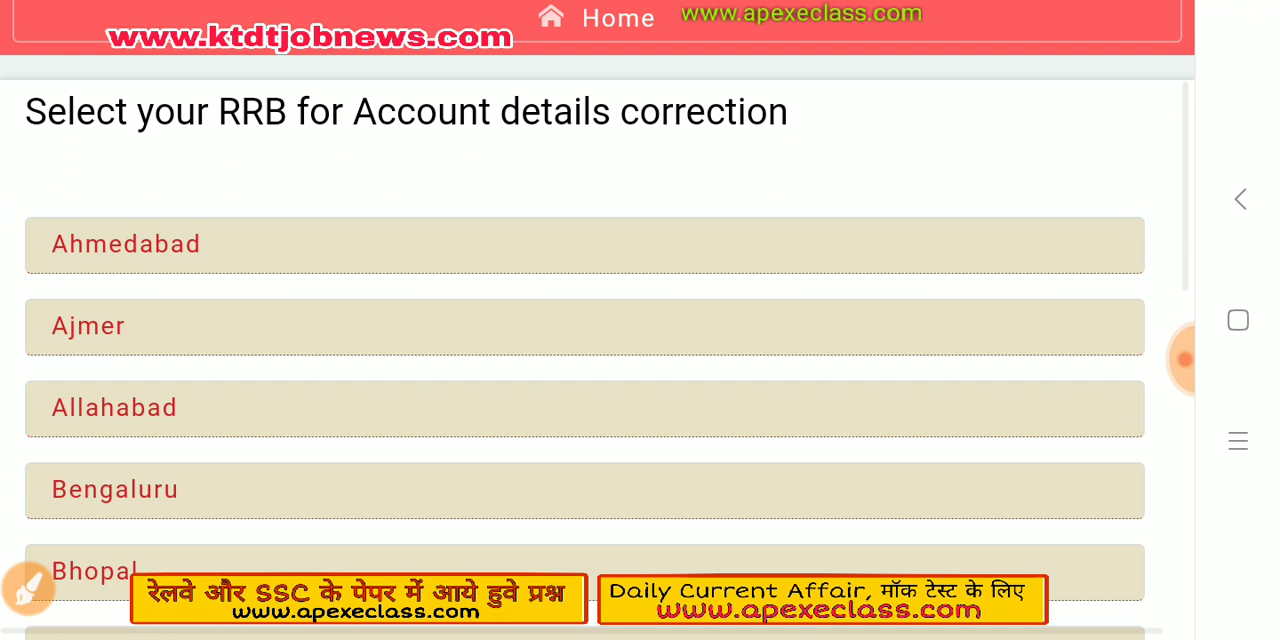 Home
www.apexeclass.com
www.ktdtjobnews.com
Select your RRB for Account details correction
Ahmedabad
Ajmer
Allahabad
Bengaluru
Bhopal
रेलवे और SSC के पेपर में आये हुवे प्रश्न
www.apexeclass.com
Daily Current Affair, मॉक टेस्ट के लिए
www.apexeclass.com